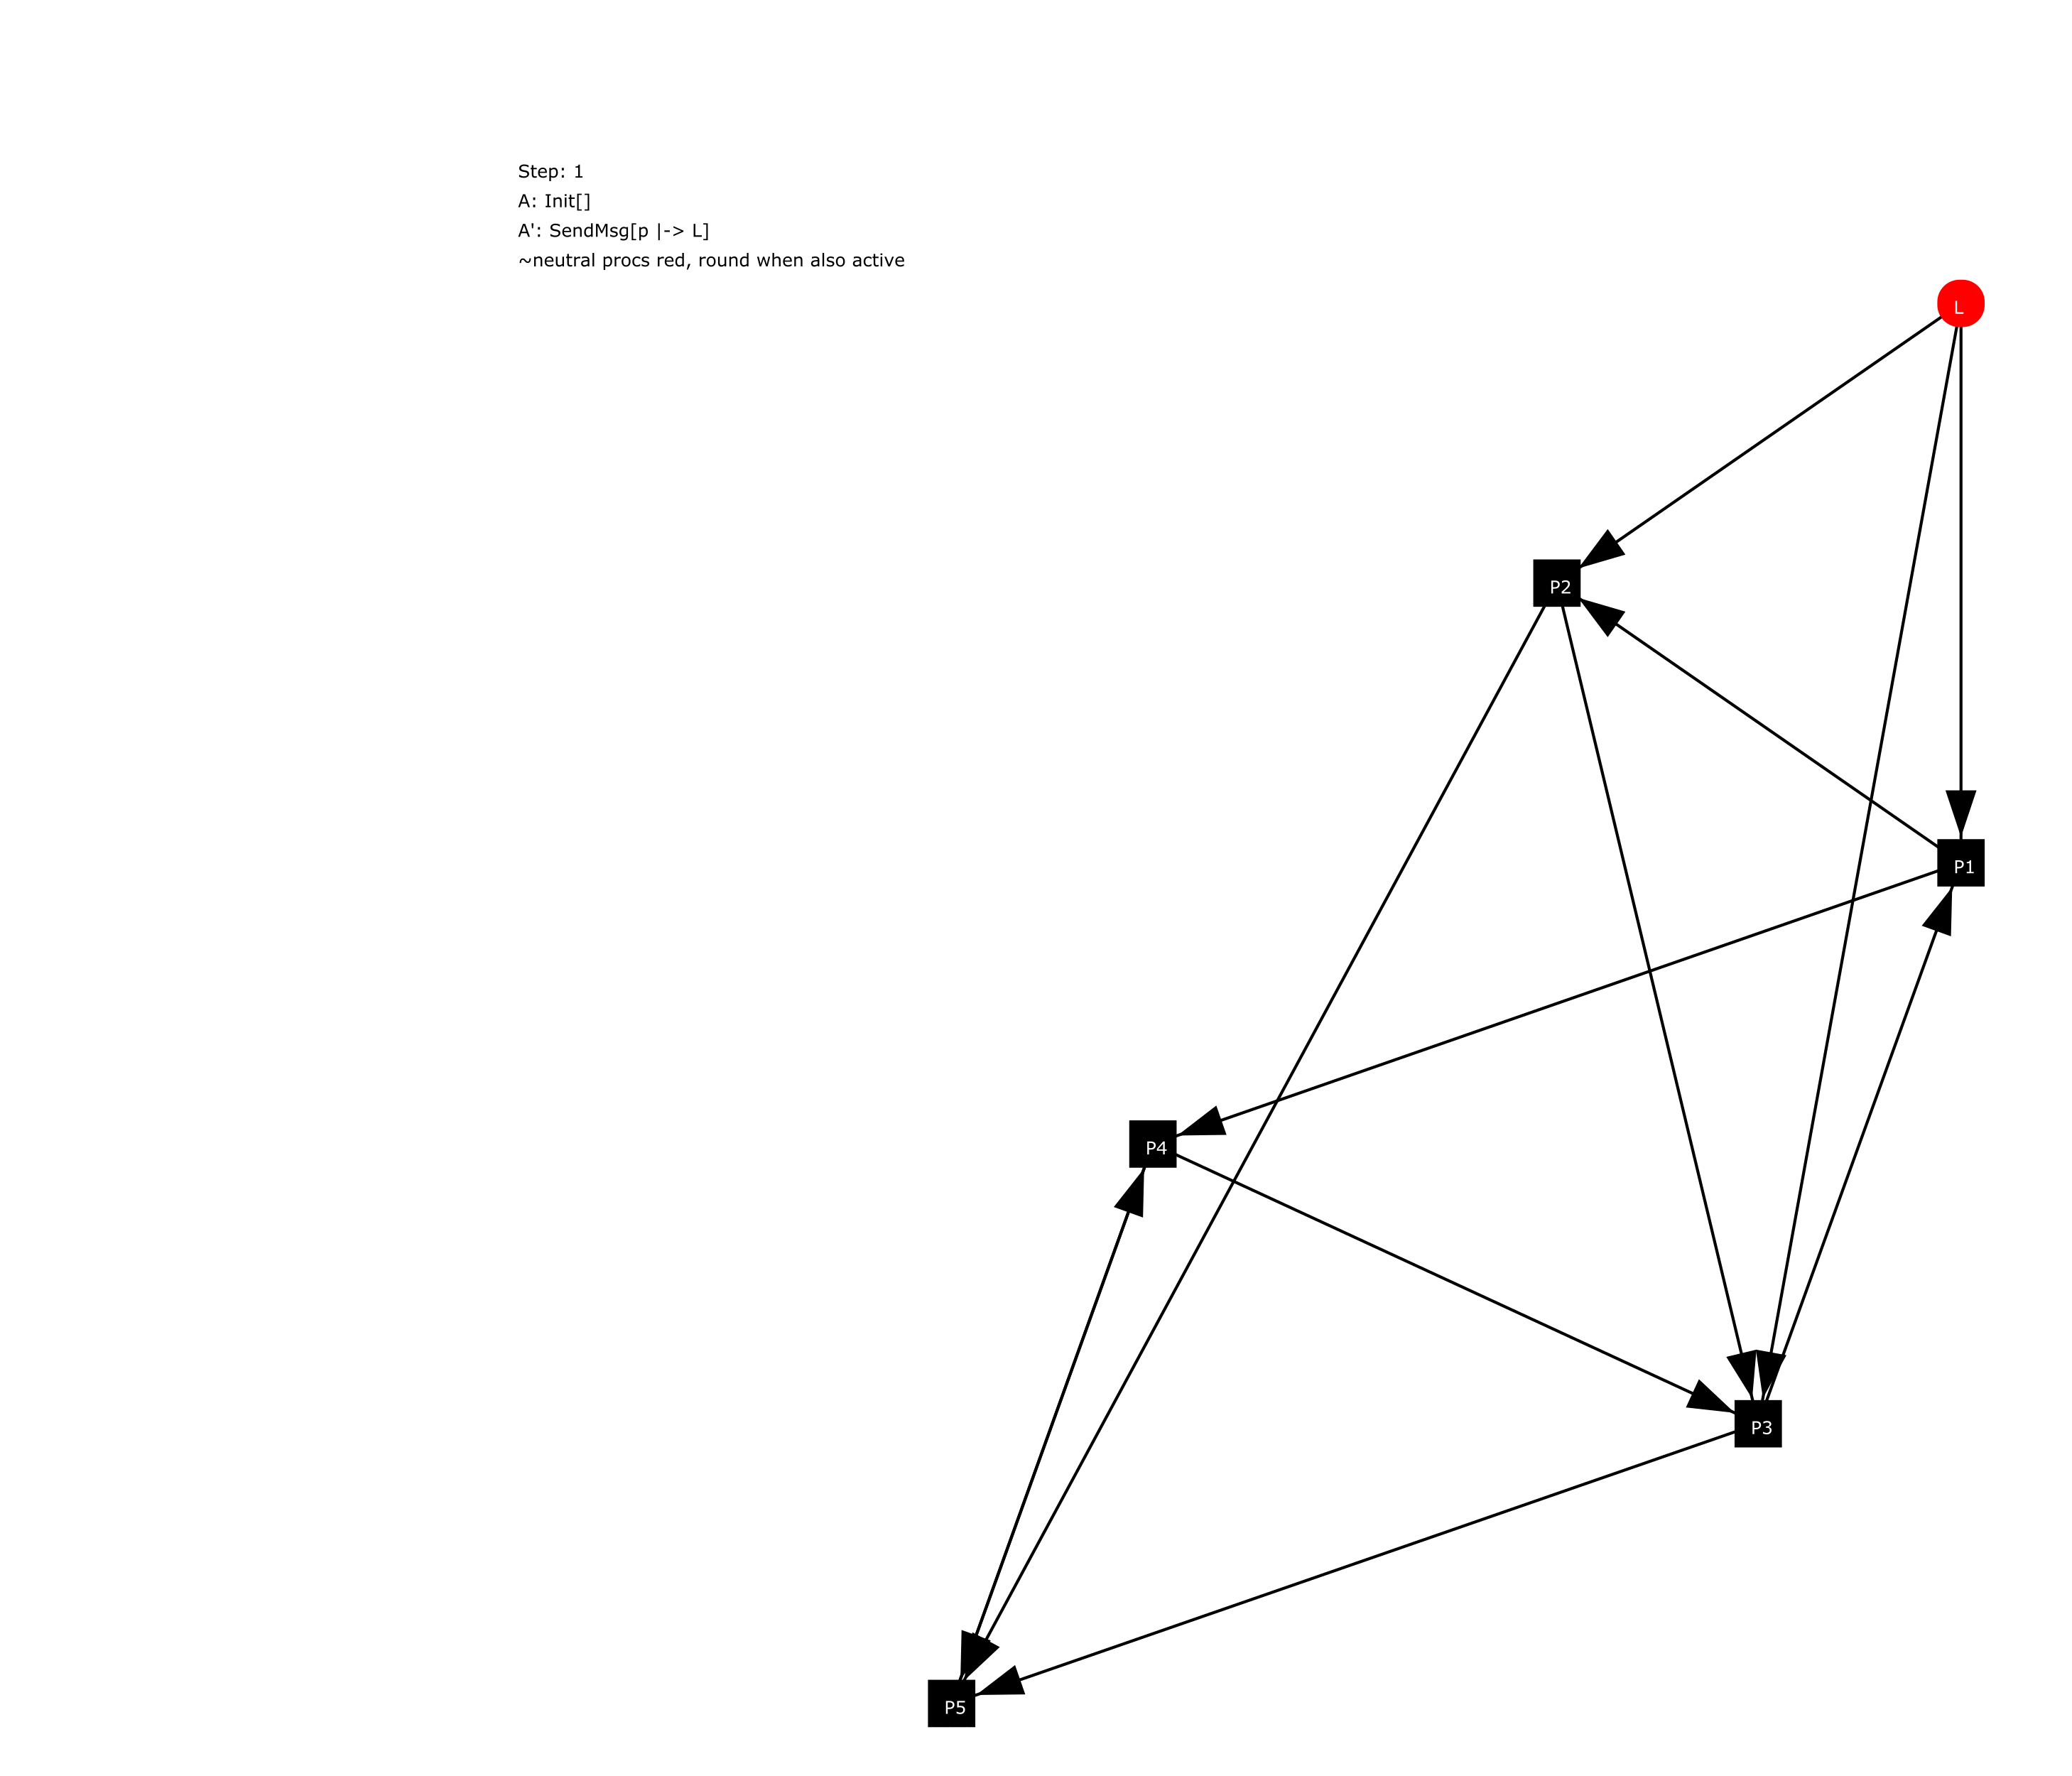 Step: 1
A: Init[]
A': SendMsg[p |-> L]
~neutral procs red, round when also active
L
P2
P1
P4
P3
P5